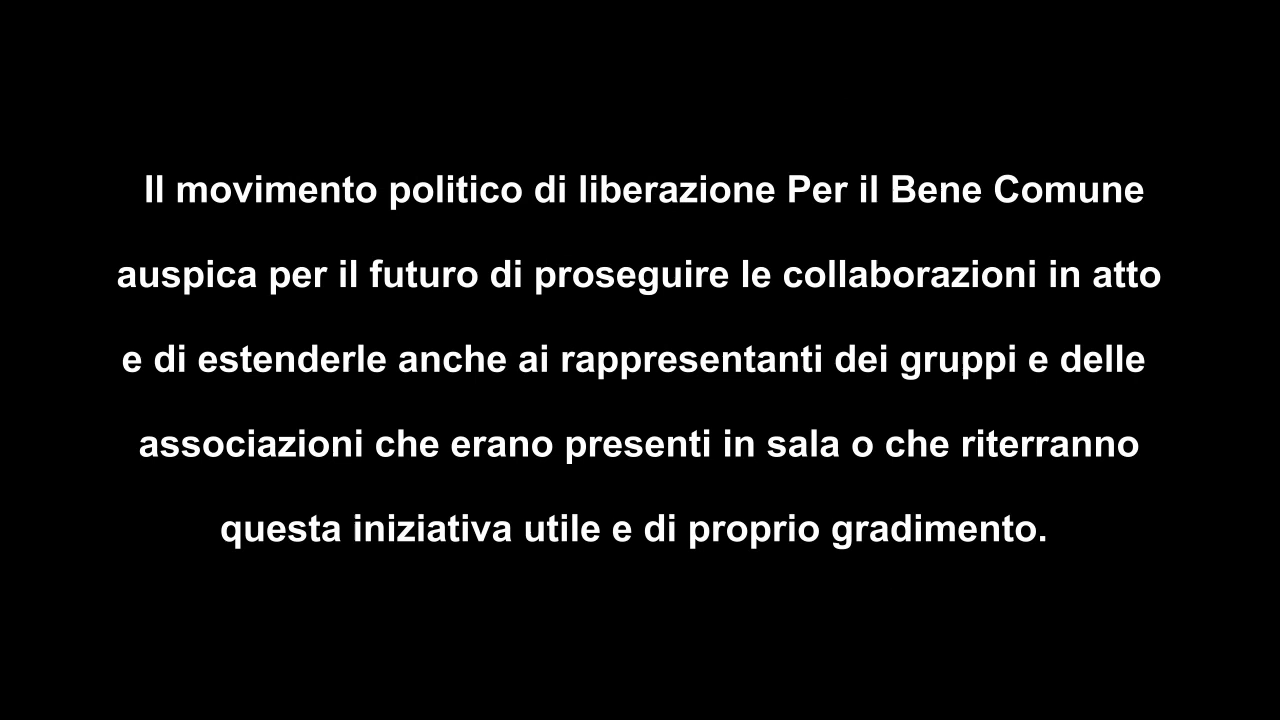 Il movimento politico di liberazione Per il Bene Comune
auspica per il futuro di proseguire le collaborazioni in atto
e di estenderle anche ai rappresentanti dei gruppi e delle
associazioni che erano presenti in sala o che riterranno
questa iniziativa utile e di proprio gradimento.